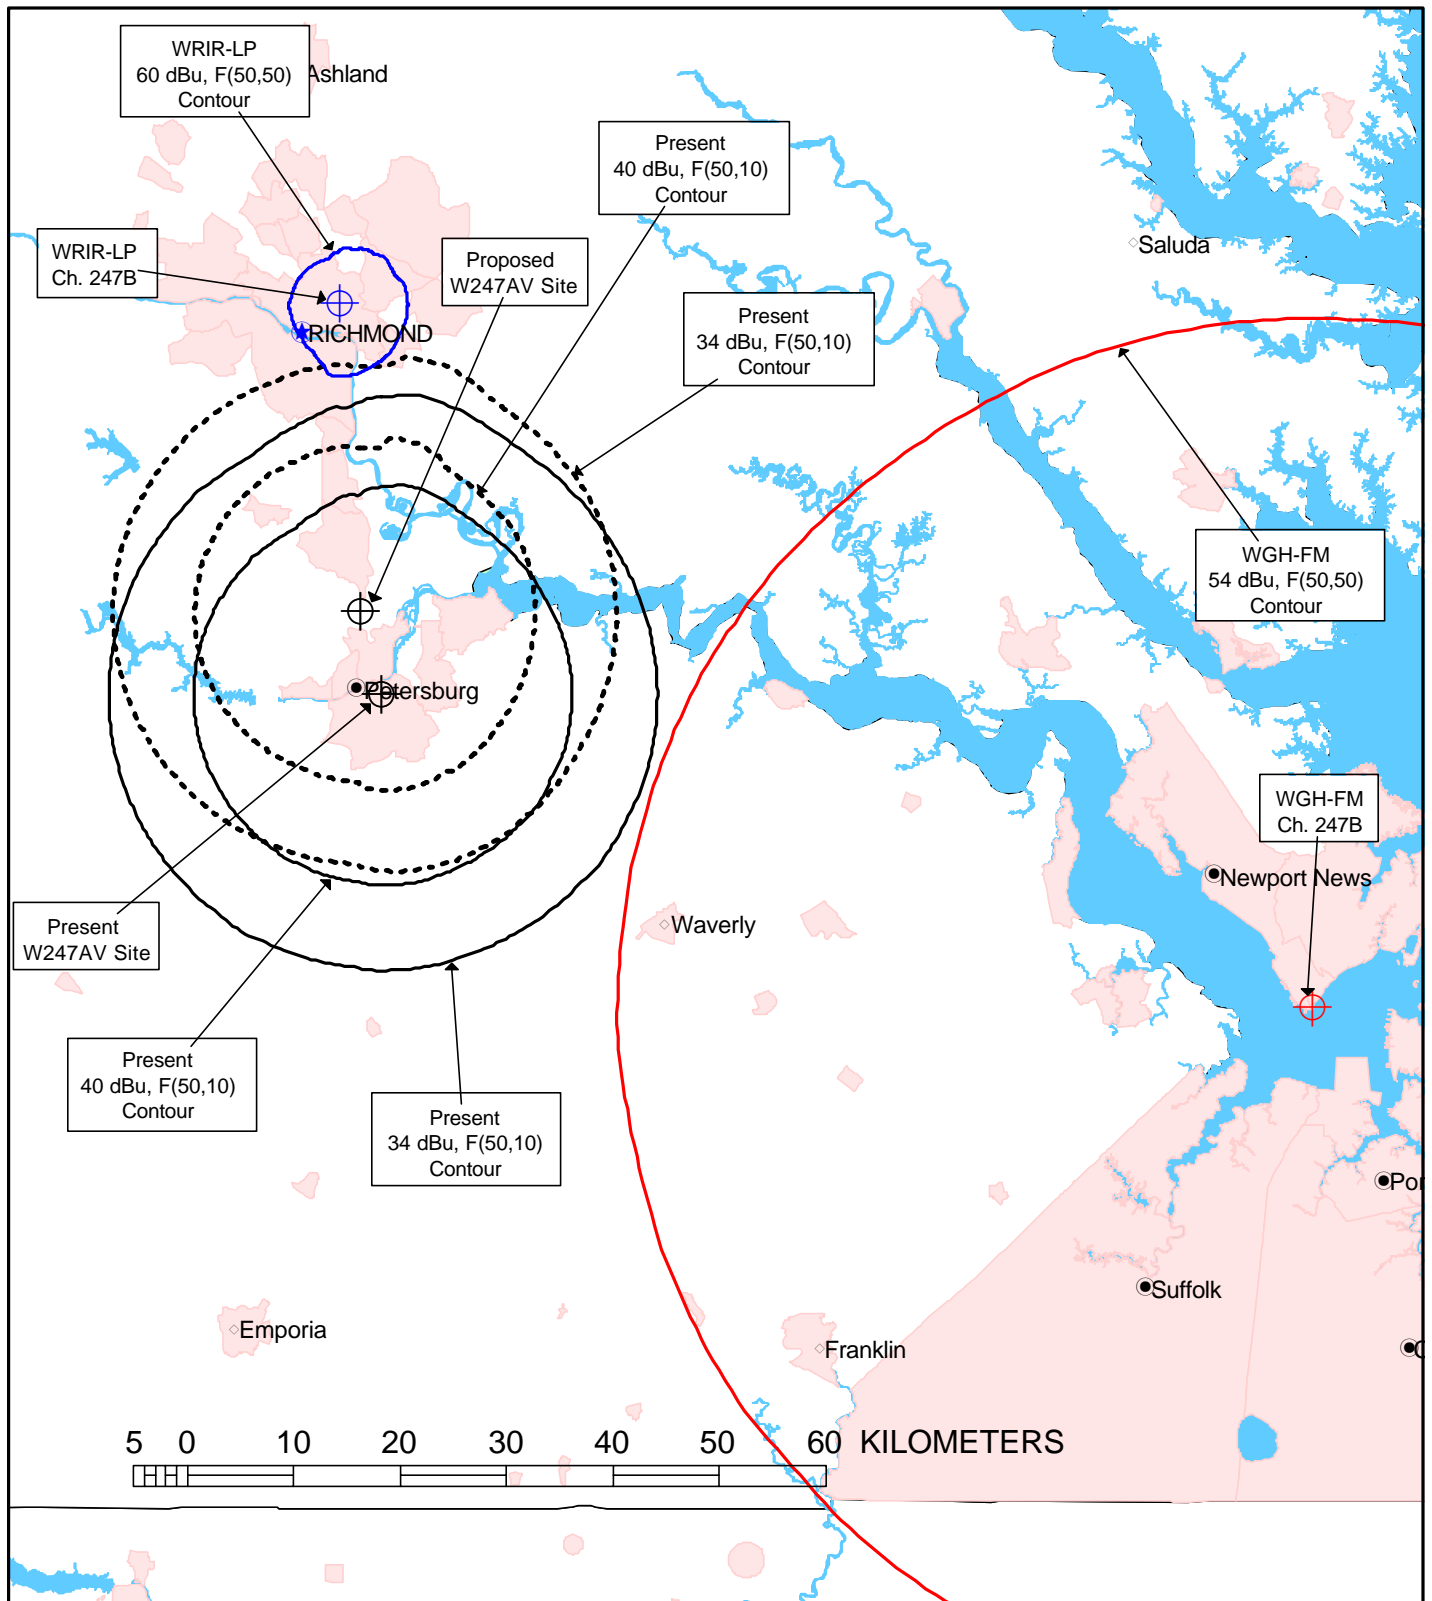 WRIR-LP
60 dBu, F(50,50)
Contour
Ashland
Present
40 dBu, F(50,10)
Contour
WRIR-LP
Ch. 247B
Proposed
W247AV Site
Saluda
Present
34 dBu, F(50,10)
Contour
RICHMOND
WGH-FM
54 dBu, F(50,50)
Contour
Petersburg
WGH-FM
Ch. 247B
Newport News
Present
W247AV Site
Waverly
Present
40 dBu, F(50,10)
Contour
Present
34 dBu, F(50,10)
Contour
Por
Suffolk
Emporia
Franklin
5 0 10 20 30 40 50 60 KILOMETERS